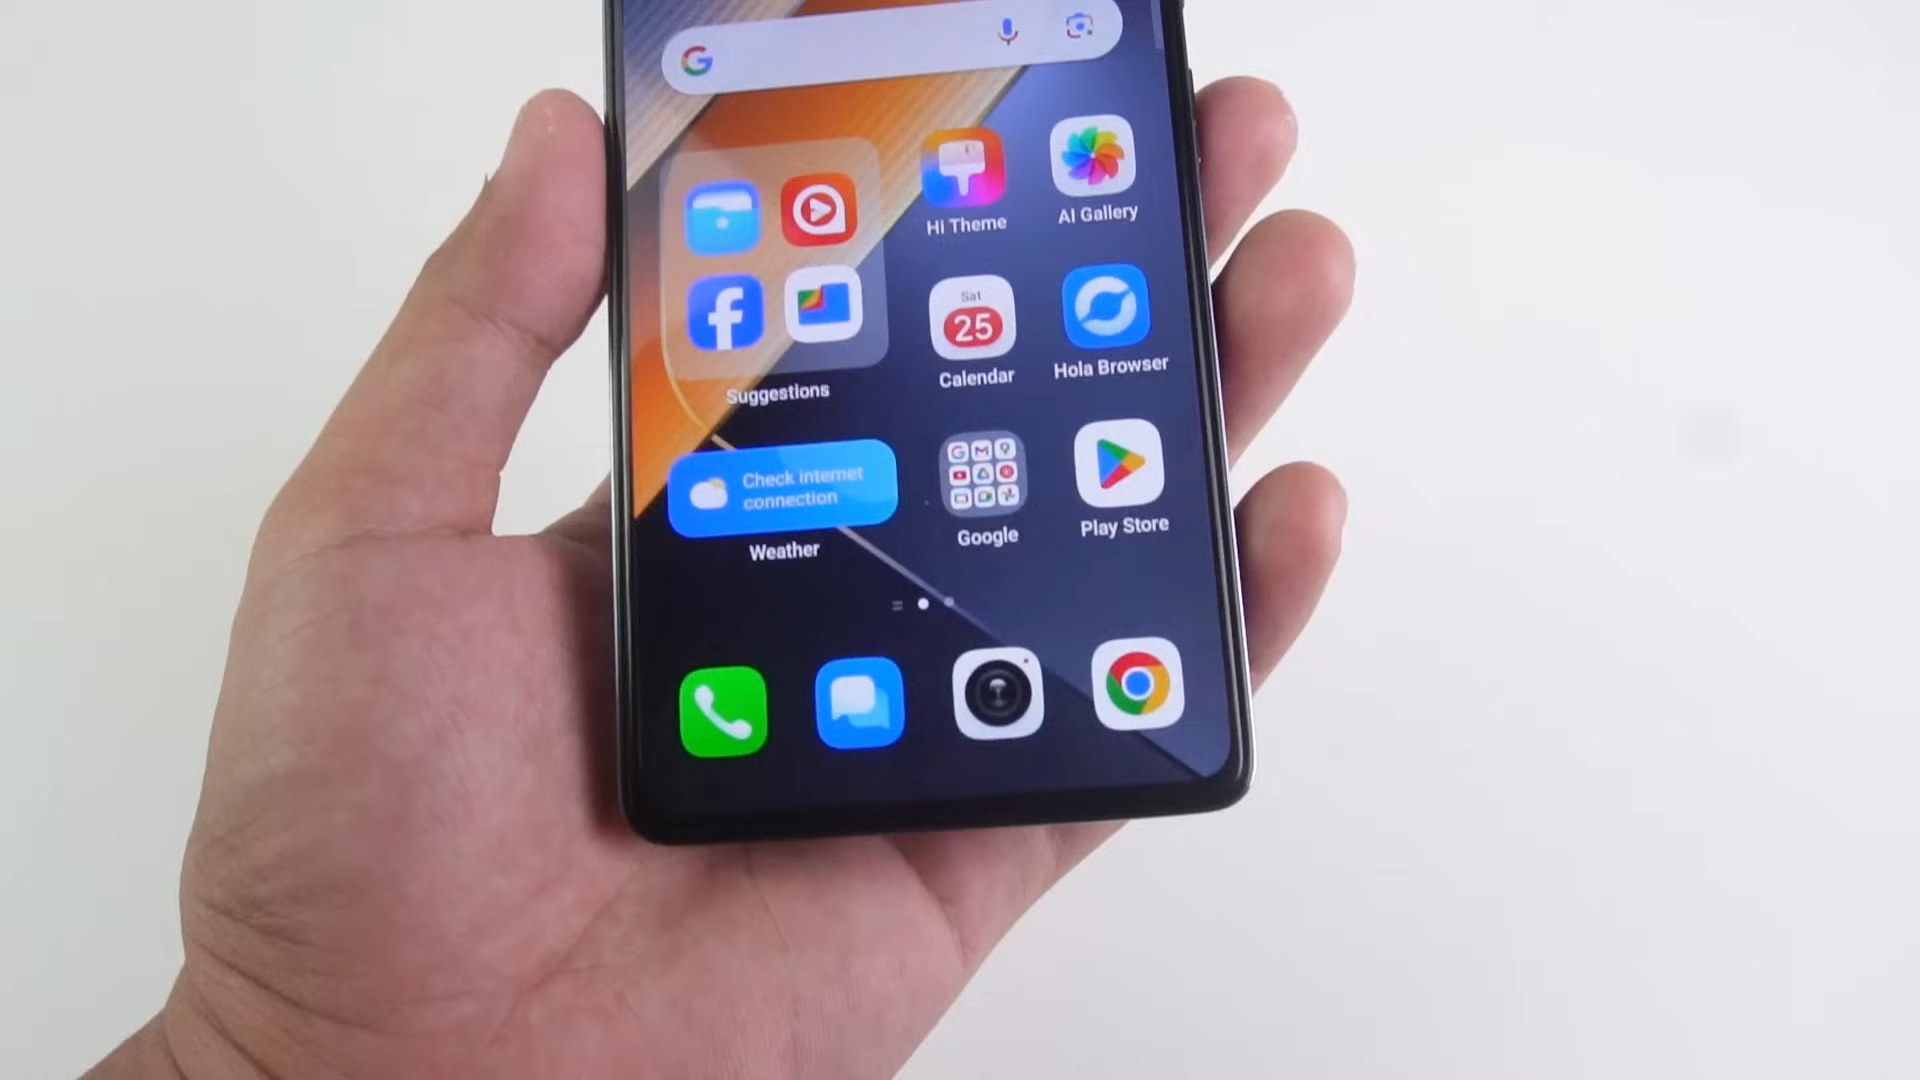 Hi Theme
AI Gallery
Suggestions
Sat
25
Calendar
Hola Browser
Check internet
connection
Weather
Google
Play Store